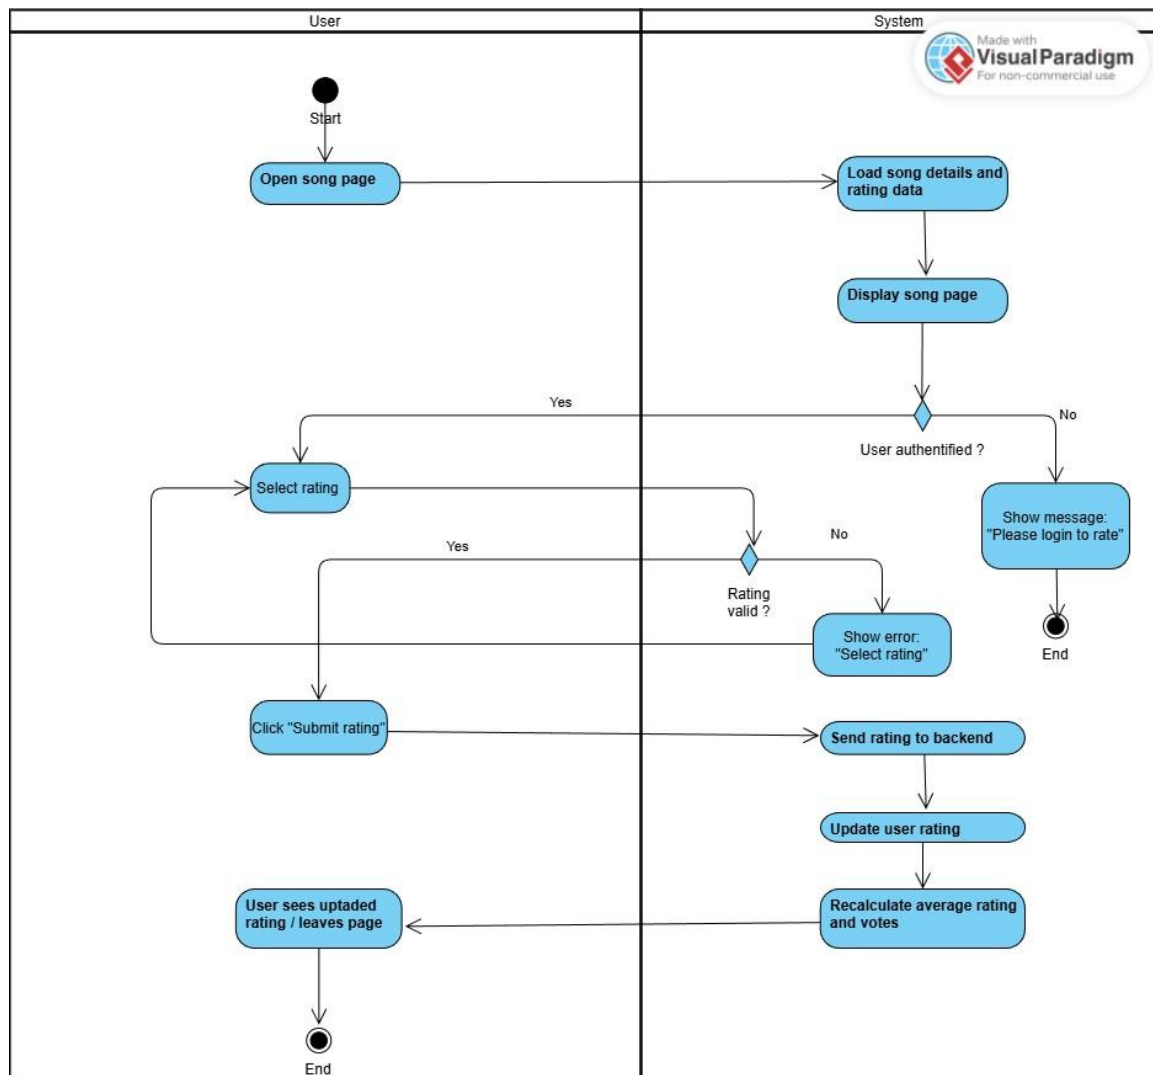 User
System
Made with
Visual Paradigm
For non-commercial use
Start
Open song page
Load song details and
rating data
Display song page
Yes
No
User authentified ?
Select rating
Show message:
"Please login to rate"
Yes
No
Rating
valid ?
Show error:
"Select rating"
End
Click "Submit rating"
Send rating to backend
Update user rating
User sees uptaded
rating / leaves page
Recalculate average rating
and votes
End